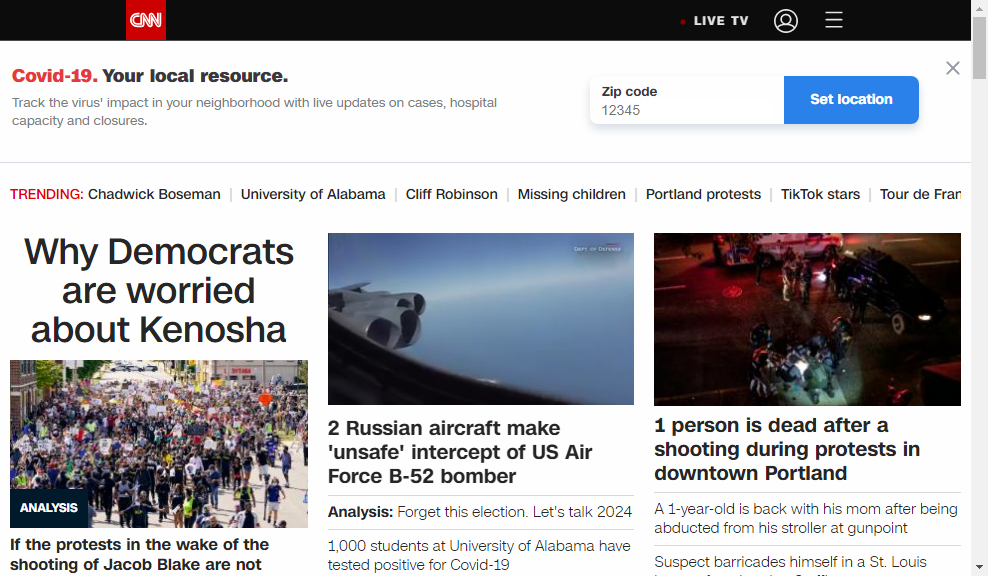 CNN
LIVE TV
Covid-19. Your local resource.
Track the virus' impact in your neighborhood with live updates on cases, hospital
capacity and closures.
Zip code
12345
Set location
TRENDING: Chadwick Boseman | University of Alabama | Cliff Robinson | Missing children | Portland protests | TikTok stars | Tour de Fran
Why Democrats
are worried
about Kenosha
ANALYSIS
If the protests in the wake of the
shooting of Jacob Blake are not
Dept of Defense
2 Russian aircraft make
'unsafe' intercept of US Air
Force B-52 bomber
Analysis: Forget this election. Let's talk 2024
1,000 students at University of Alabama have
tested positive for Covid-19
1 person is dead after a
shooting during protests in
downtown Portland
A 1-year-old is back with his mom after being
abducted from his stroller at gunpoint
Suspect barricades himself in a St. Louis